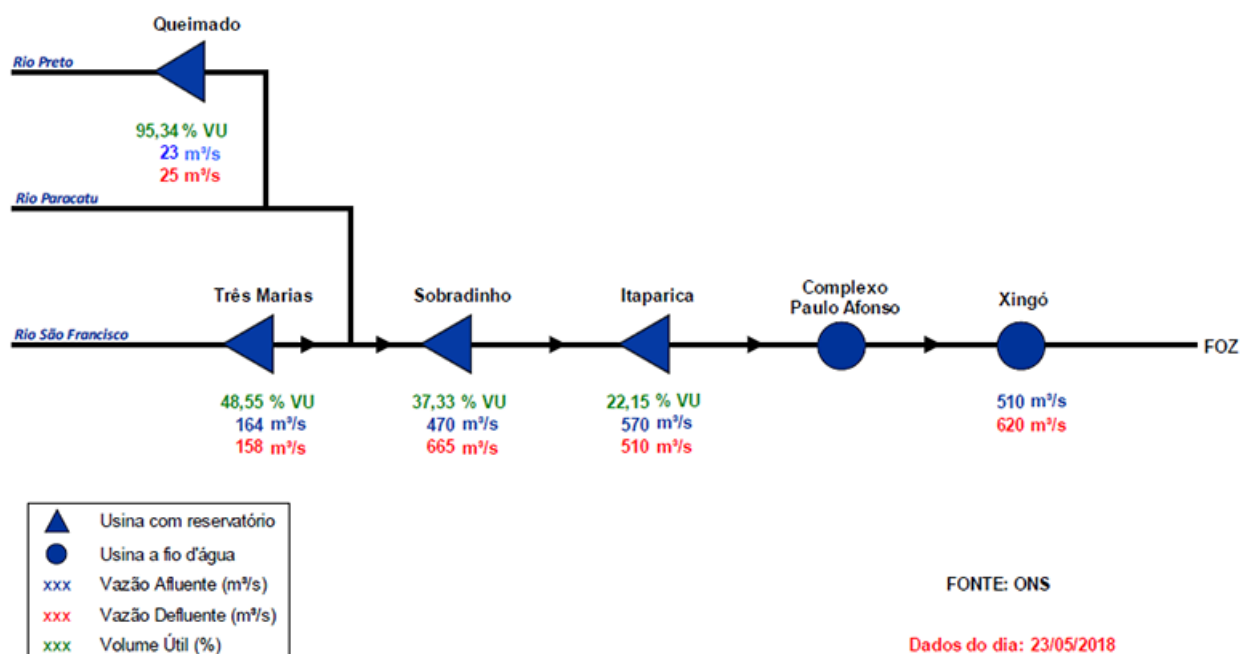 Queimado
Rio Preto
95,34 % VU
23 m³/s
25 m³/s
Rio Paracatu
Três Marias
Sobradinho
Itaparica
Complexo
Paulo Afonso
Xingó
Rio São Francisco
FOZ
48,55 % VU
164 m³/s
158 m³/s
37,33 % VU
470 m³/s
665 m³/s
22,15 % VU
570 m³/s
510 m³/s
510 m³/s
620 m³/s
Usina com reservatório
Usina a fio d'água
xxx Vazão Afluente (m³/s)
xxx Vazão Defluente (m³/s)
xxx Volume Útil (%)
FONTE: ONS
Dados do dia: 23/05/2018